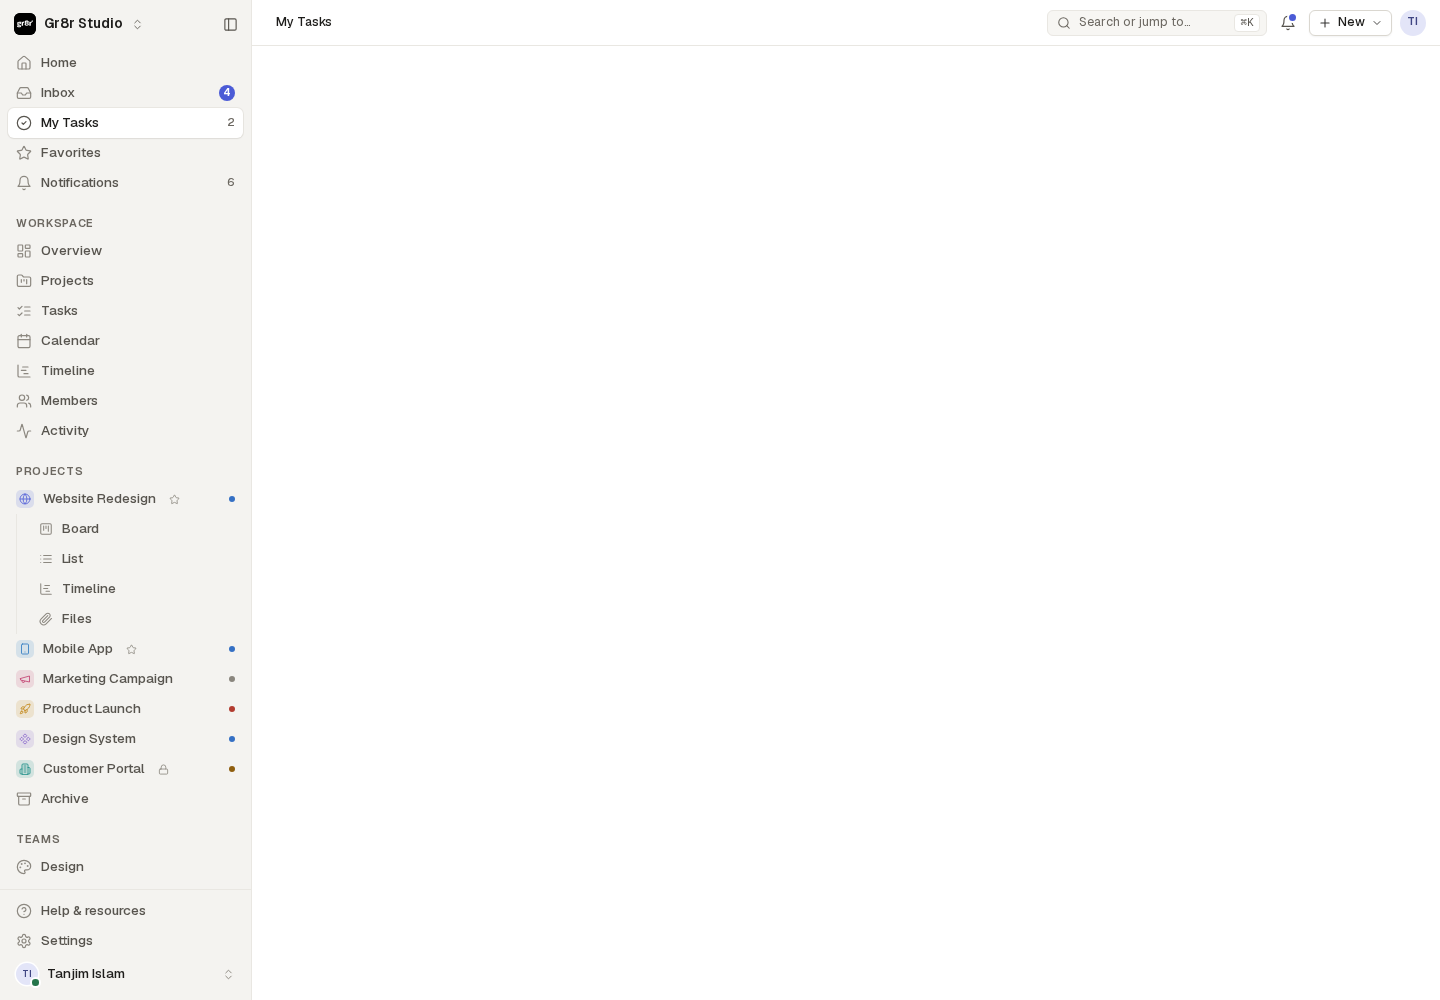 gr8r Gr8r Studio
Home
Inbox 4
My Tasks 2
Favorites
Notifications 6
WORKSPACE
Overview
Projects
Tasks
Calendar
Timeline
Members
Activity
PROJECTS
Website Redesign
Board
List
Timeline
Files
Mobile App
Marketing Campaign
Product Launch
Design System
Customer Portal
Archive
TEAMS
Design
Help & resources
Settings
TI Tanjim Islam
My Tasks
Search or jump to... ⌘K
New
TI